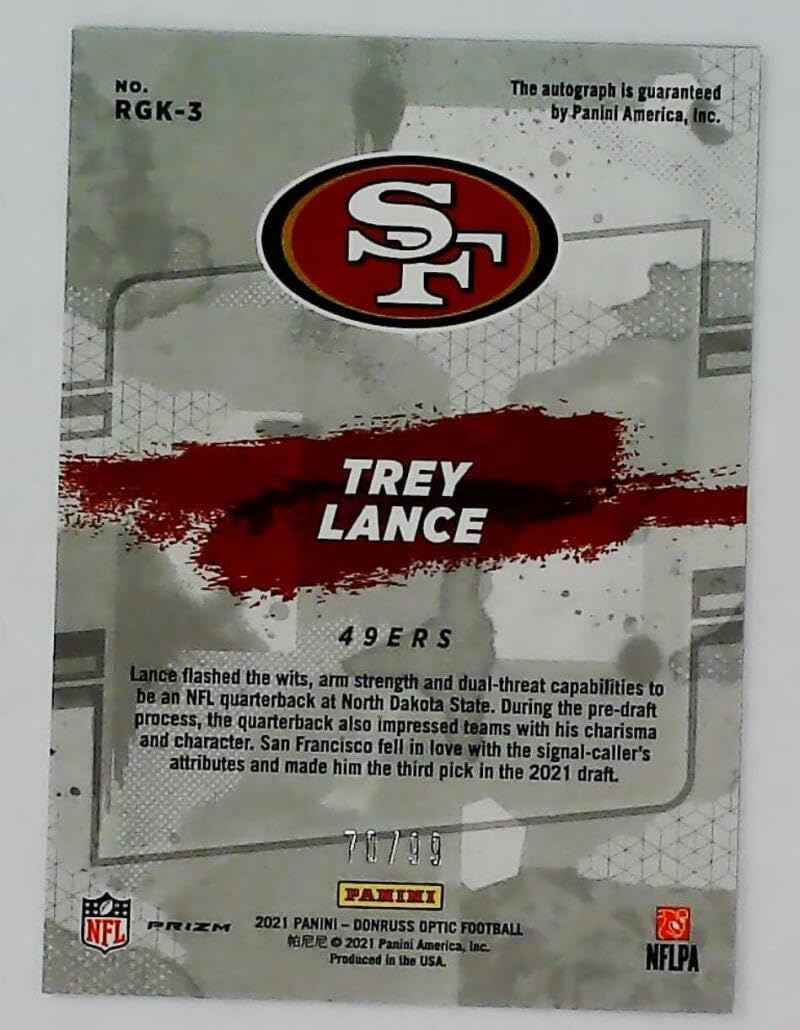 NO.
RGK-3
The autograph is guaranteed
by Panini America, Inc.
SF
TREY
LANCE
49ERS
Lance flashed the wits, arm strength and dual-threat capabilities to
be an NFL quarterback at North Dakota State. During the pre-draft
process, the quarterback also impressed teams with his charisma
and character. San Francisco fell in love with the signal-caller's
attributes and made him the third pick in the 2021 draft.
70/99
PANINI
NFL
PRIZM
2021 PANINI – DONRUSS OPTIC FOOTBALL
帕尼尼 © 2021 Panini America, Inc.
Produced in the USA.
NFLPA